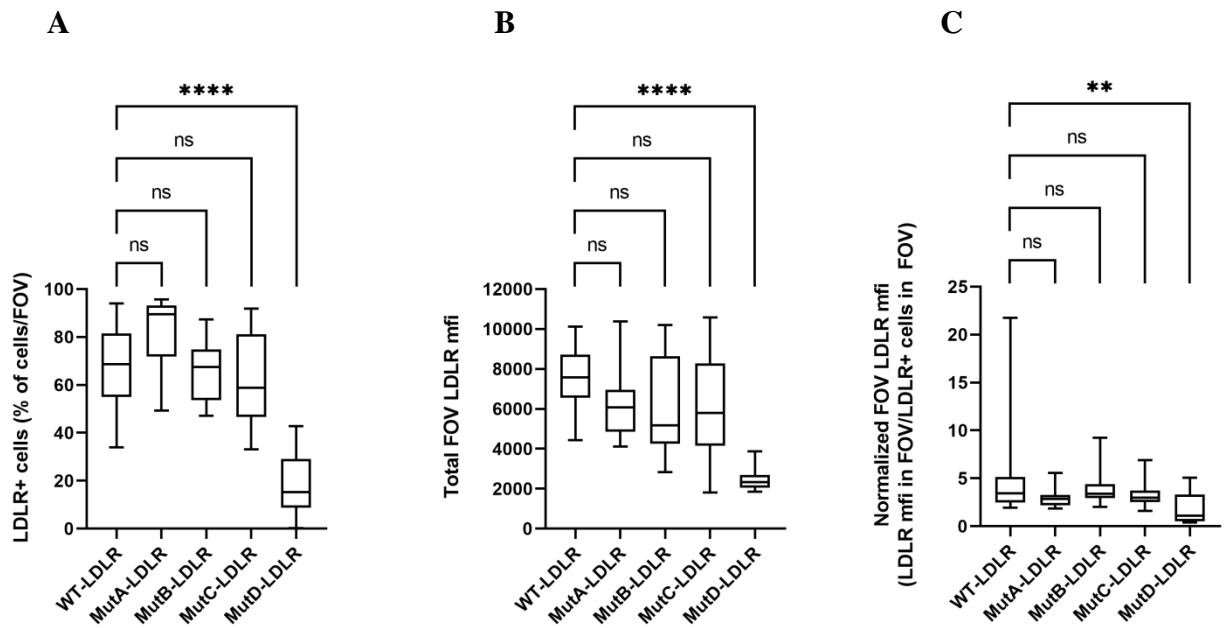 A
B
C
****
ns
ns
ns
LDLR+ cells (% of cells/FOV)
100
80
60
40
20
0
WT-LDLR
MutA-LDLR
MutB-LDLR
MutC-LDLR
MutD-LDLR
****
ns
ns
ns
Total FOV LDLR mfi
12000
10000
8000
6000
4000
2000
0
WT-LDLR
MutA-LDLR
MutB-LDLR
MutC-LDLR
MutD-LDLR
**
ns
ns
ns
Normalized FOV LDLR mfi
(LDLR mfi in FOV/LDLR+ cells in FOV)
25
20
15
10
5
0
WT-LDLR
MutA-LDLR
MutB-LDLR
MutC-LDLR
MutD-LDLR